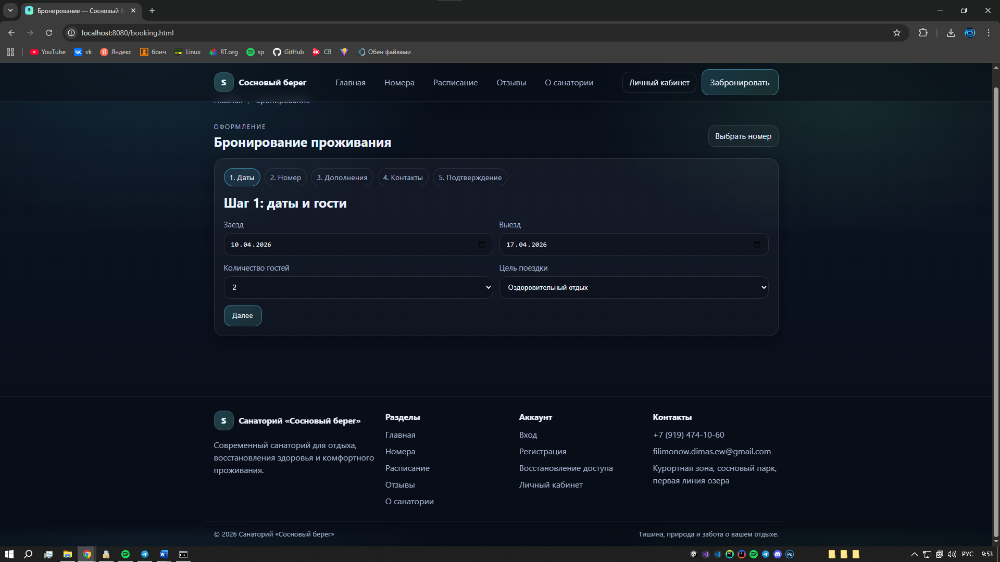 Бронирование — Сосновый б
localhost:8080/booking.html
YouTube
vk
Яндекс
бонч
Linux
RT.org
sp
GitHub
СВ
Обен файлами
S Сосновый берег
Главная
Номера
Расписание
Отзывы
О санатории
Личный кабинет
Забронировать
Главная / Бронирование
ОФОРМЛЕНИЕ
Бронирование проживания
Выбрать номер
1. Даты
2. Номер
3. Дополнения
4. Контакты
5. Подтверждение
Шаг 1: даты и гости
Заезд
10.04.2026
Выезд
17.04.2026
Количество гостей
2
Цель поездки
Оздоровительный отдых
Далее
S Санаторий «Сосновый берег»
Современный санаторий для отдыха,
восстановления здоровья и комфортного
проживания.
Разделы
Главная
Номера
Расписание
Отзывы
О санатории
Аккаунт
Вход
Регистрация
Восстановление доступа
Личный кабинет
Контакты
+7 (919) 474-10-60
filimonow.dimas.ew@gmail.com
Курортная зона, сосновый парк,
первая линия озера
© 2026 Санаторий «Сосновый берег»
Тишина, природа и забота о вашем отдыхе.
РУС
9:53